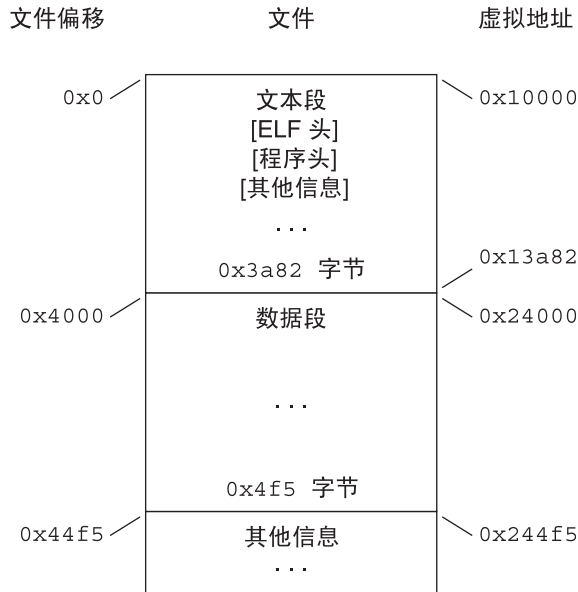 文件偏移 文件 虚拟地址
0x0 文本段 0x10000
[ELF 头]
[程序头]
[其他信息]
...
0x3a82 字节 0x13a82
0x4000 数据段 0x24000
...
0x4f5 字节
0x44f5 其他信息 0x244f5
...